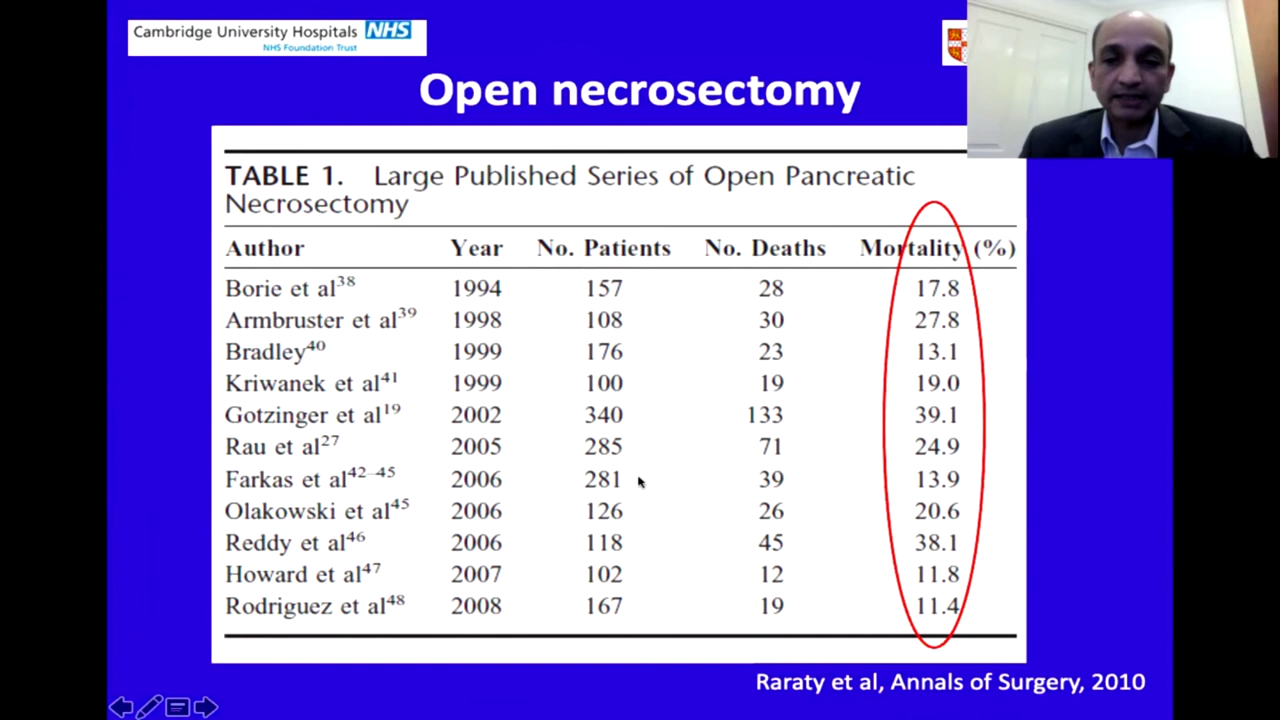 Cambridge University Hospitals NHS
NHS Foundation Trust
Open necrosectomy
TABLE 1. Large Published Series of Open Pancreatic
Necrosectomy
Author Year No. Patients No. Deaths Mortality (%)
Borie et al38 1994 157 28 17.8
Armbruster et al39 1998 108 30 27.8
Bradley40 1999 176 23 13.1
Kriwanek et al41 1999 100 19 19.0
Gotzinger et al19 2002 340 133 39.1
Rau et al27 2005 285 71 24.9
Farkas et al42–45 2006 281 39 13.9
Olakowski et al45 2006 126 26 20.6
Reddy et al46 2006 118 45 38.1
Howard et al47 2007 102 12 11.8
Rodriguez et al48 2008 167 19 11.4
Raraty et al, Annals of Surgery, 2010